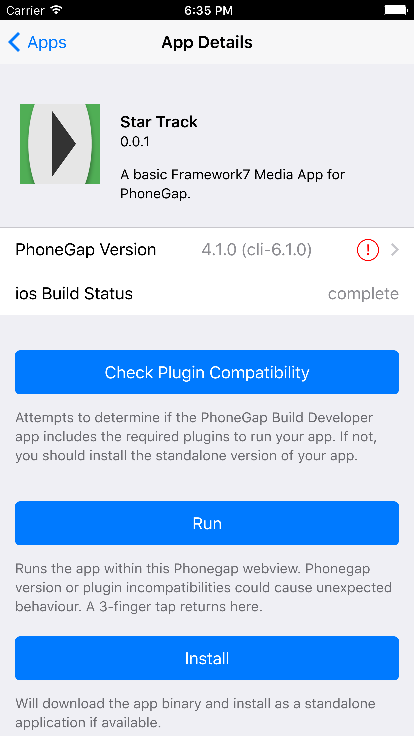 Carrier 6:35 PM
Apps App Details
Star Track
0.0.1
A basic Framework7 Media App for
PhoneGap.
PhoneGap Version 4.1.0 (cli-6.1.0) !
ios Build Status complete
Check Plugin Compatibility
Attempts to determine if the PhoneGap Build Developer
app includes the required plugins to run your app. If not,
you should install the standalone version of your app.
Run
Runs the app within this Phonegap webview. Phonegap
version or plugin incompatibilities could cause unexpected
behaviour. A 3-finger tap returns here.
Install
Will download the app binary and install as a standalone
application if available.